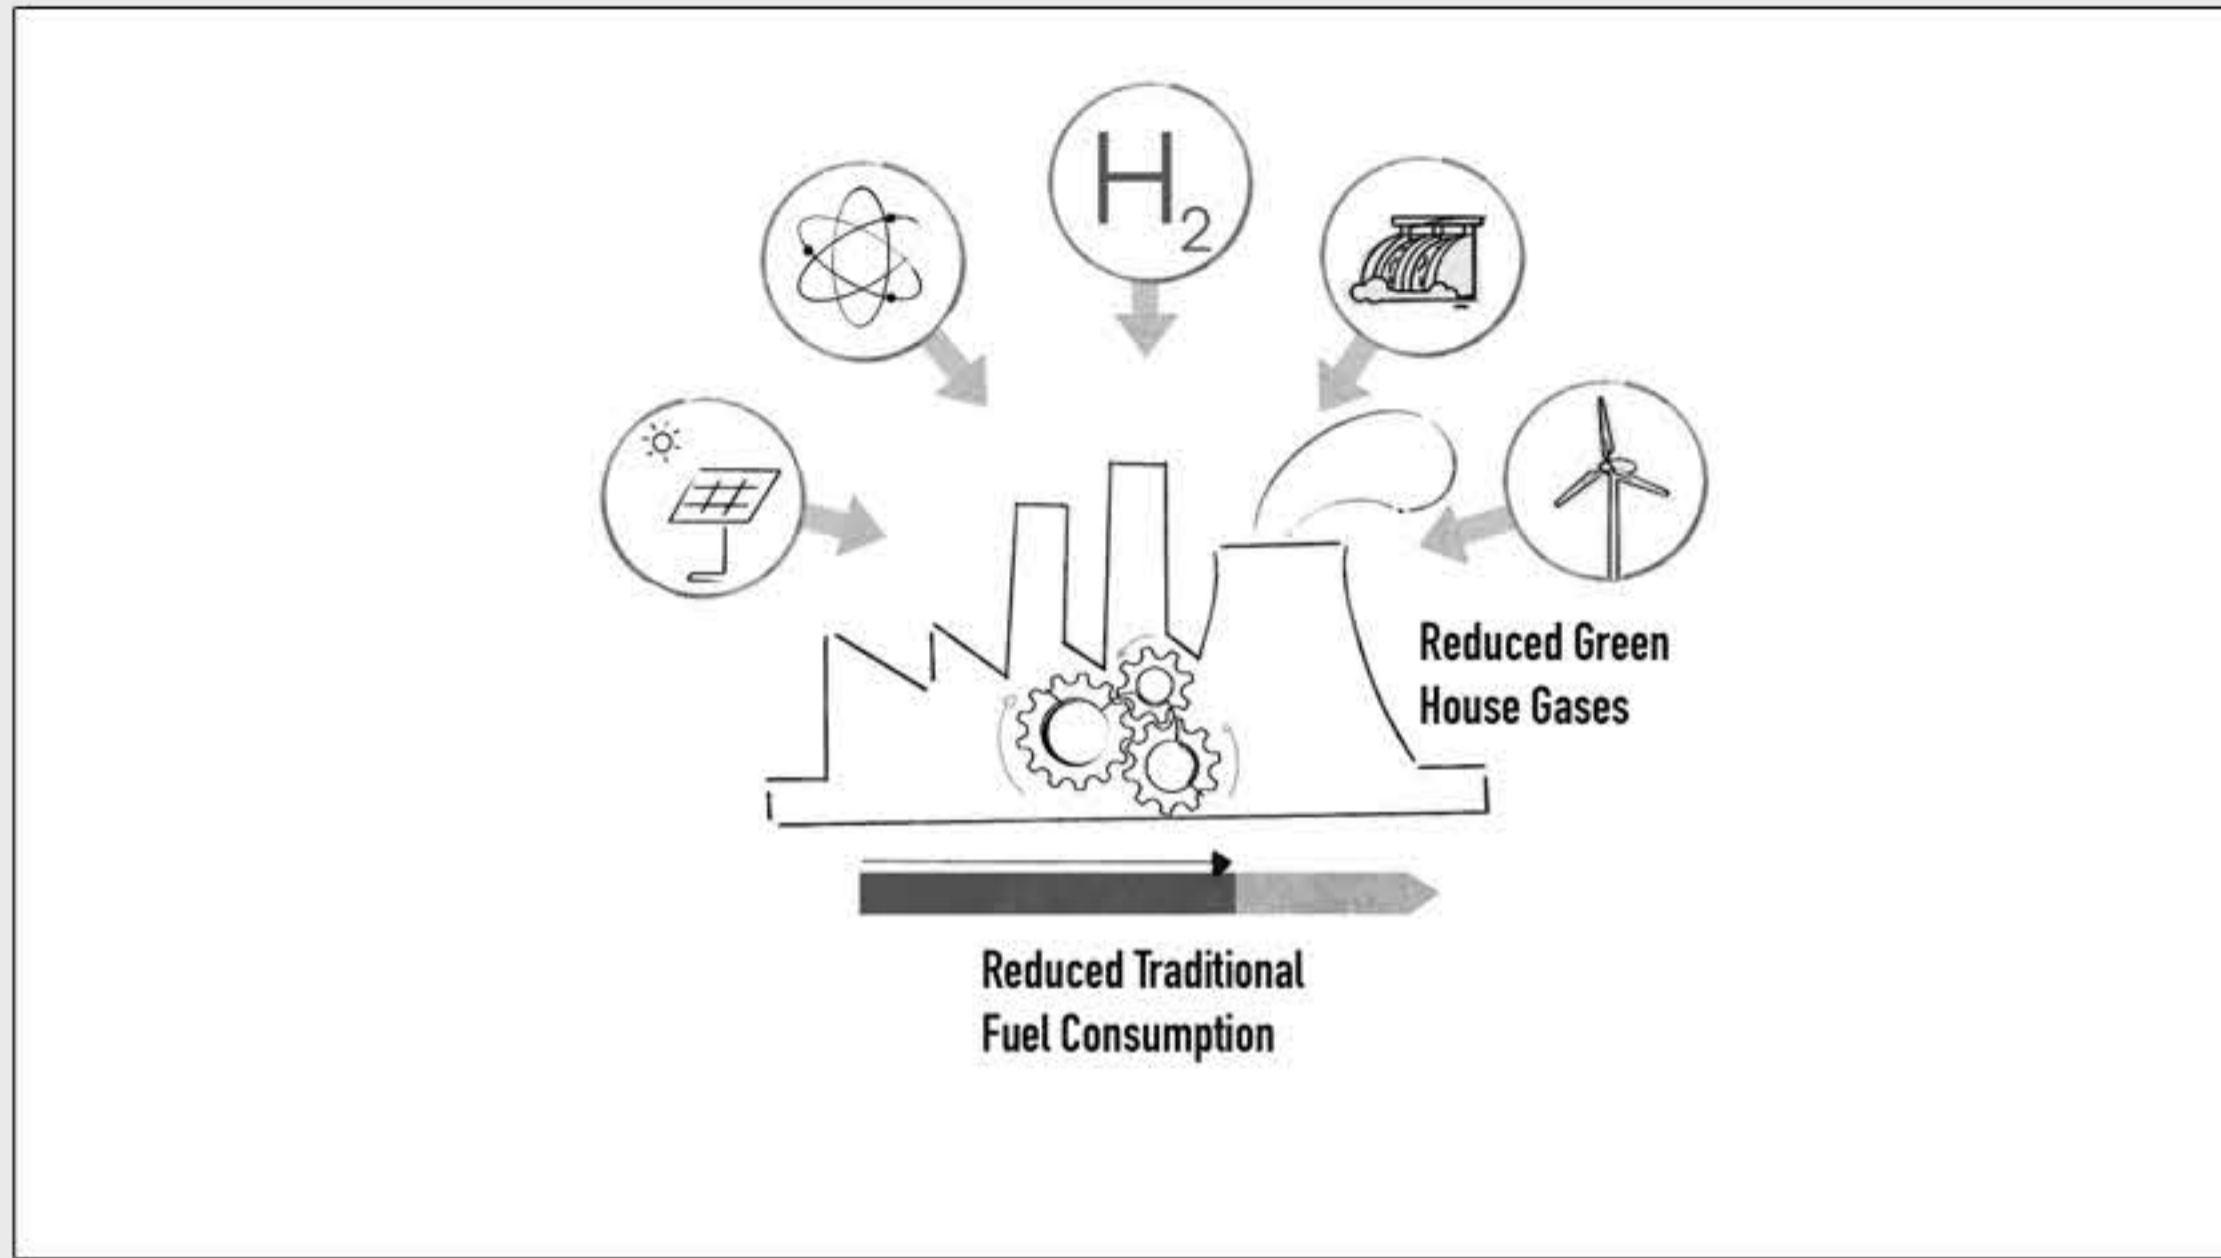 H₂
Reduced Green
House Gases
Reduced Traditional
Fuel Consumption